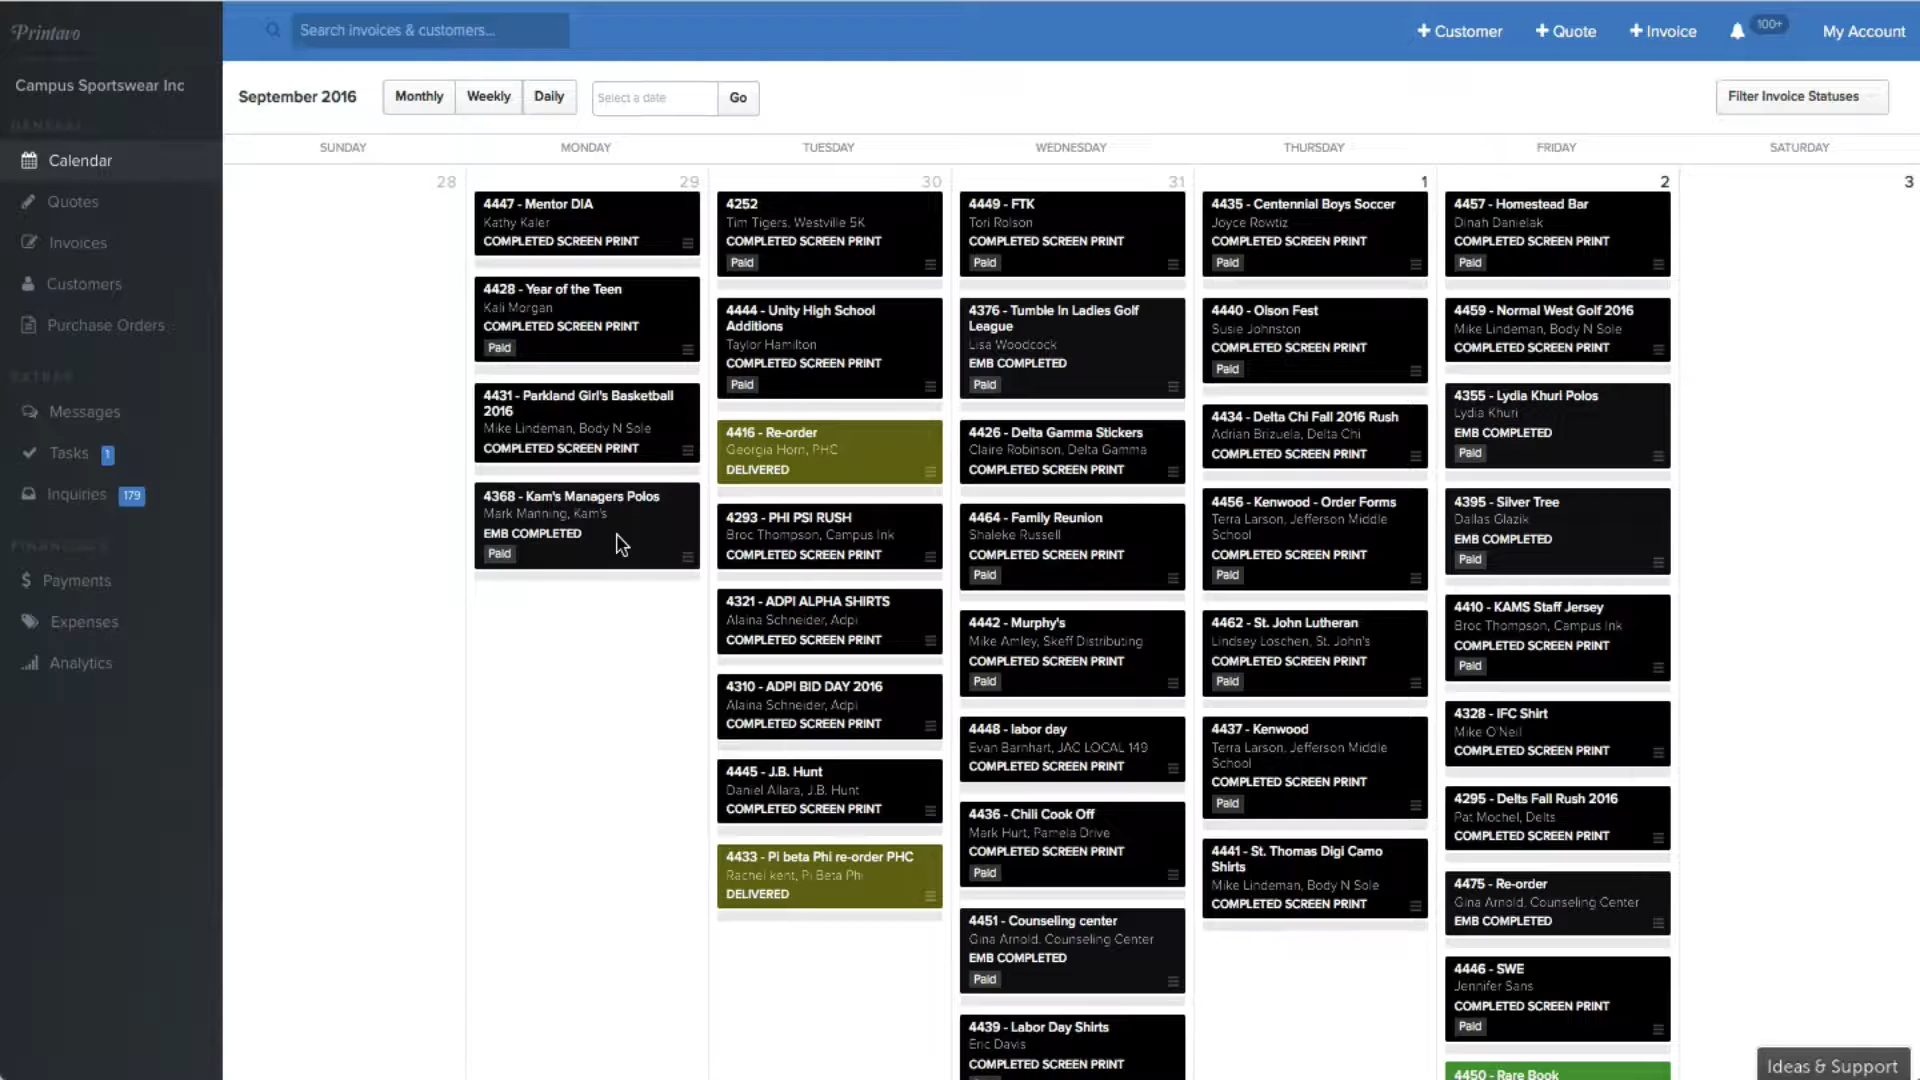 Printavo
Search invoices & customers...
Customer
Quote
Invoice
100+
My Account
Campus Sportswear Inc
GENERAL
Calendar
Quotes
Invoices
Customers
Purchase Orders
EXTRAS
Messages
Tasks 1
Inquiries 179
FINANCIALS
Payments
Expenses
Analytics
September 2016
Monthly Weekly Daily
Select a date Go
Filter Invoice Statuses
SUNDAY MONDAY TUESDAY WEDNESDAY THURSDAY FRIDAY SATURDAY
28
29
4447 - Mentor DIA
Kathy Kaler
COMPLETED SCREEN PRINT
4428 - Year of the Teen
Kali Morgan
COMPLETED SCREEN PRINT
Paid
4431 - Parkland Girl's Basketball
2016
Mike Lindeman, Body N Sole
COMPLETED SCREEN PRINT
4368 - Kam's Managers Polos
Mark Manning, Kam's
EMB COMPLETED
Paid
30
4252
Tim Tigers, Westville 5K
COMPLETED SCREEN PRINT
Paid
4444 - Unity High School
Additions
Taylor Hamilton
COMPLETED SCREEN PRINT
Paid
4416 - Re-order
Georgia Horn, PHC
DELIVERED
4293 - PHI PSI RUSH
Broc Thompson, Campus Ink
COMPLETED SCREEN PRINT
4321 - ADPI ALPHA SHIRTS
Alaina Schneider, Adpi
COMPLETED SCREEN PRINT
4310 - ADPI BID DAY 2016
Alaina Schneider, Adpi
COMPLETED SCREEN PRINT
4445 - J.B. Hunt
Daniel Allara, J.B. Hunt
COMPLETED SCREEN PRINT
4433 - Pi beta Phi re-order PHC
Rachel kent, Pi Beta Phi
DELIVERED
31
4449 - FTK
Tori Rolson
COMPLETED SCREEN PRINT
Paid
4376 - Tumble In Ladies Golf
League
Lisa Woodcock
EMB COMPLETED
Paid
4426 - Delta Gamma Stickers
Claire Robinson, Delta Gamma
COMPLETED SCREEN PRINT
4464 - Family Reunion
Shaleke Russell
COMPLETED SCREEN PRINT
Paid
4442 - Murphy's
Mike Amley, Skeff Distributing
COMPLETED SCREEN PRINT
Paid
4448 - labor day
Evan Barnhart, JAC LOCAL 149
COMPLETED SCREEN PRINT
4436 - Chili Cook Off
Mark Hurt, Pamela Drive
COMPLETED SCREEN PRINT
Paid
4451 - Counseling center
Gina Arnold, Counseling Center
EMB COMPLETED
Paid
4439 - Labor Day Shirts
Eric Davis
COMPLETED SCREEN PRINT
1
4435 - Centennial Boys Soccer
Joyce Rowtiz
COMPLETED SCREEN PRINT
Paid
4440 - Olson Fest
Susie Johnston
COMPLETED SCREEN PRINT
Paid
4434 - Delta Chi Fall 2016 Rush
Adrian Brizuela, Delta Chi
COMPLETED SCREEN PRINT
4456 - Kenwood - Order Forms
Terra Larson, Jefferson Middle
School
COMPLETED SCREEN PRINT
Paid
4462 - St. John Lutheran
Lindsey Loschen, St. John's
COMPLETED SCREEN PRINT
Paid
4437 - Kenwood
Terra Larson, Jefferson Middle
School
COMPLETED SCREEN PRINT
Paid
4441 - St. Thomas Digi Camo
Shirts
Mike Lindeman, Body N Sole
COMPLETED SCREEN PRINT
2
4457 - Homestead Bar
Dinah Danielak
COMPLETED SCREEN PRINT
Paid
4459 - Normal West Golf 2016
Mike Lindeman, Body N Sole
COMPLETED SCREEN PRINT
4355 - Lydia Khuri Polos
Lydia Khuri
EMB COMPLETED
Paid
4395 - Silver Tree
Dallas Glazik
EMB COMPLETED
Paid
4410 - KAMS Staff Jersey
Broc Thompson, Campus Ink
COMPLETED SCREEN PRINT
Paid
4328 - IFC Shirt
Mike O'Neil
COMPLETED SCREEN PRINT
4295 - Delts Fall Rush 2016
Pat Mochel, Delts
COMPLETED SCREEN PRINT
4475 - Re-order
Gina Arnold, Counseling Center
EMB COMPLETED
4446 - SWE
Jennifer Sans
COMPLETED SCREEN PRINT
Paid
4450 - Rare Book
3
Ideas & Support